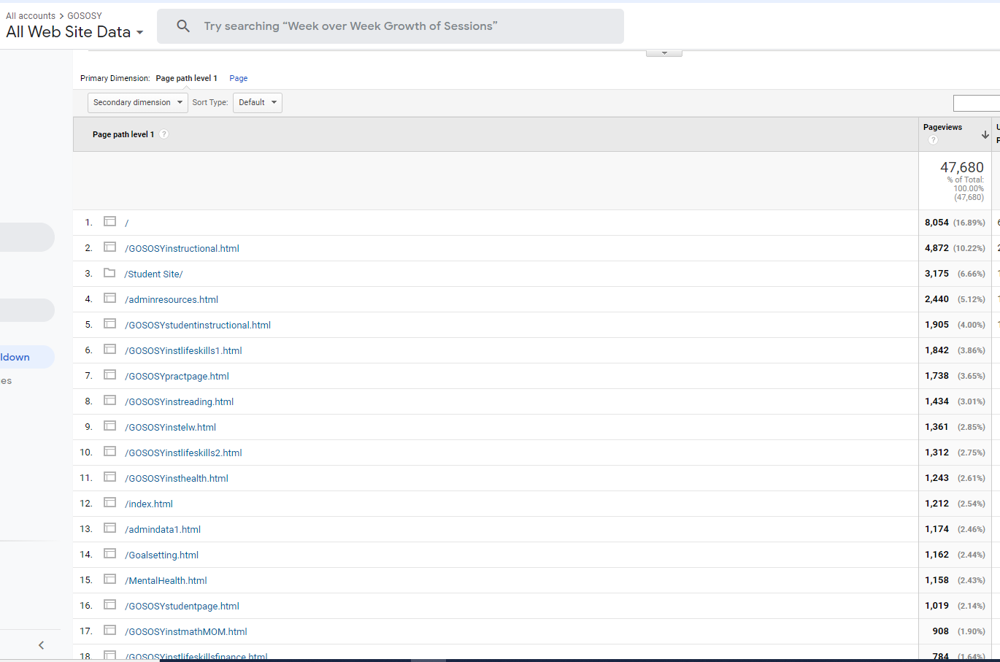 All accounts > GOSOSY
All Web Site Data
Try searching “Week over Week Growth of Sessions”
Primary Dimension: Page path level 1 Page
Secondary dimension Sort Type: Default
Page path level 1 ? Pageviews ?
47,680
% of Total:
100.00%
(47,680)
1. / 8,054 (16.89%)
2. /GOSOSYinstructional.html 4,872 (10.22%)
3. /Student Site/ 3,175 (6.66%)
4. /adminresources.html 2,440 (5.12%)
5. /GOSOSYstudentinstructional.html 1,905 (4.00%)
6. /GOSOSYinstlifeskills1.html 1,842 (3.86%)
ldown
7. /GOSOSYpractpage.html 1,738 (3.65%)
es
8. /GOSOSYinstreading.html 1,434 (3.01%)
9. /GOSOSYinstelw.html 1,361 (2.85%)
10. /GOSOSYinstlifeskills2.html 1,312 (2.75%)
11. /GOSOSYinsthealth.html 1,243 (2.61%)
12. /index.html 1,212 (2.54%)
13. /admindata1.html 1,174 (2.46%)
14. /Goalsetting.html 1,162 (2.44%)
15. /MentalHealth.html 1,158 (2.43%)
16. /GOSOSYstudentpage.html 1,019 (2.14%)
17. /GOSOSYinstmathMOM.html 908 (1.90%)
18. /GOSOSYinstlifeskillsfinance.html 784 (1.64%)